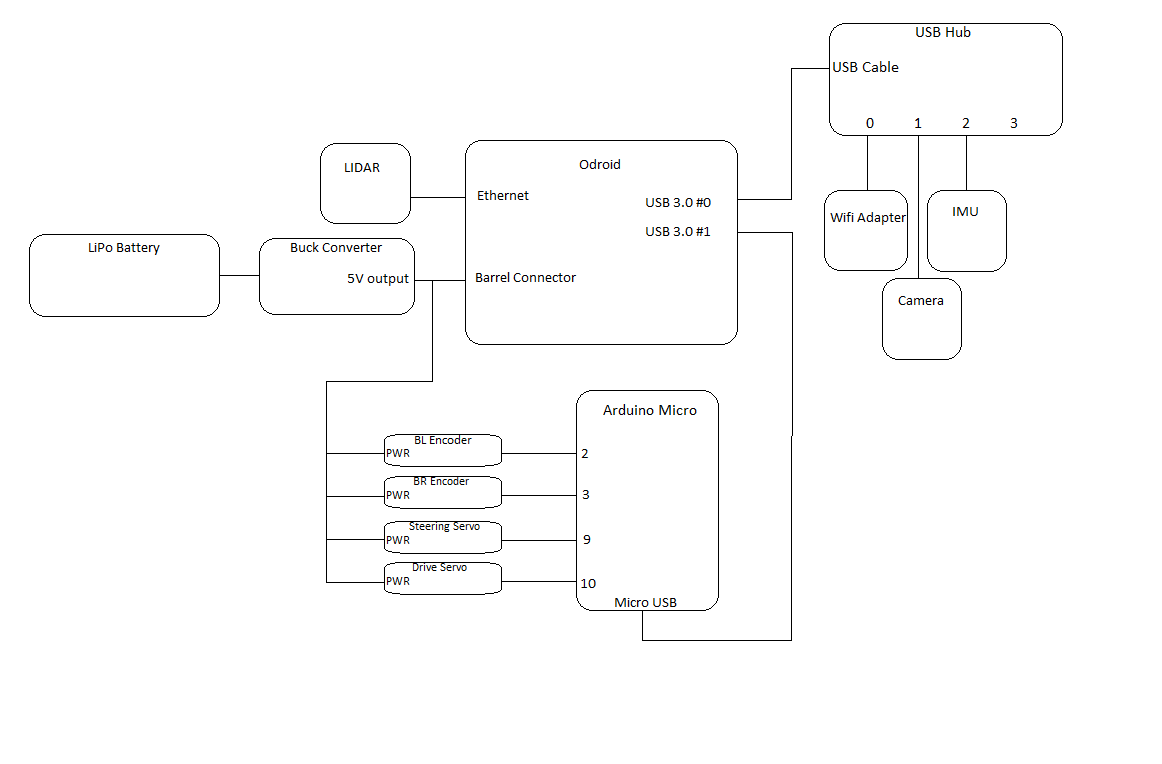 USB Hub
USB Cable
0 1 2 3
LIDAR
Odroid
Ethernet
USB 3.0 #0
USB 3.0 #1
Wifi Adapter
IMU
LiPo Battery
Buck Converter
5V output
Barrel Connector
Camera
Arduino Micro
BL Encoder
PWR
2
BR Encoder
PWR
3
Steering Servo
PWR
9
Drive Servo
PWR
10
Micro USB